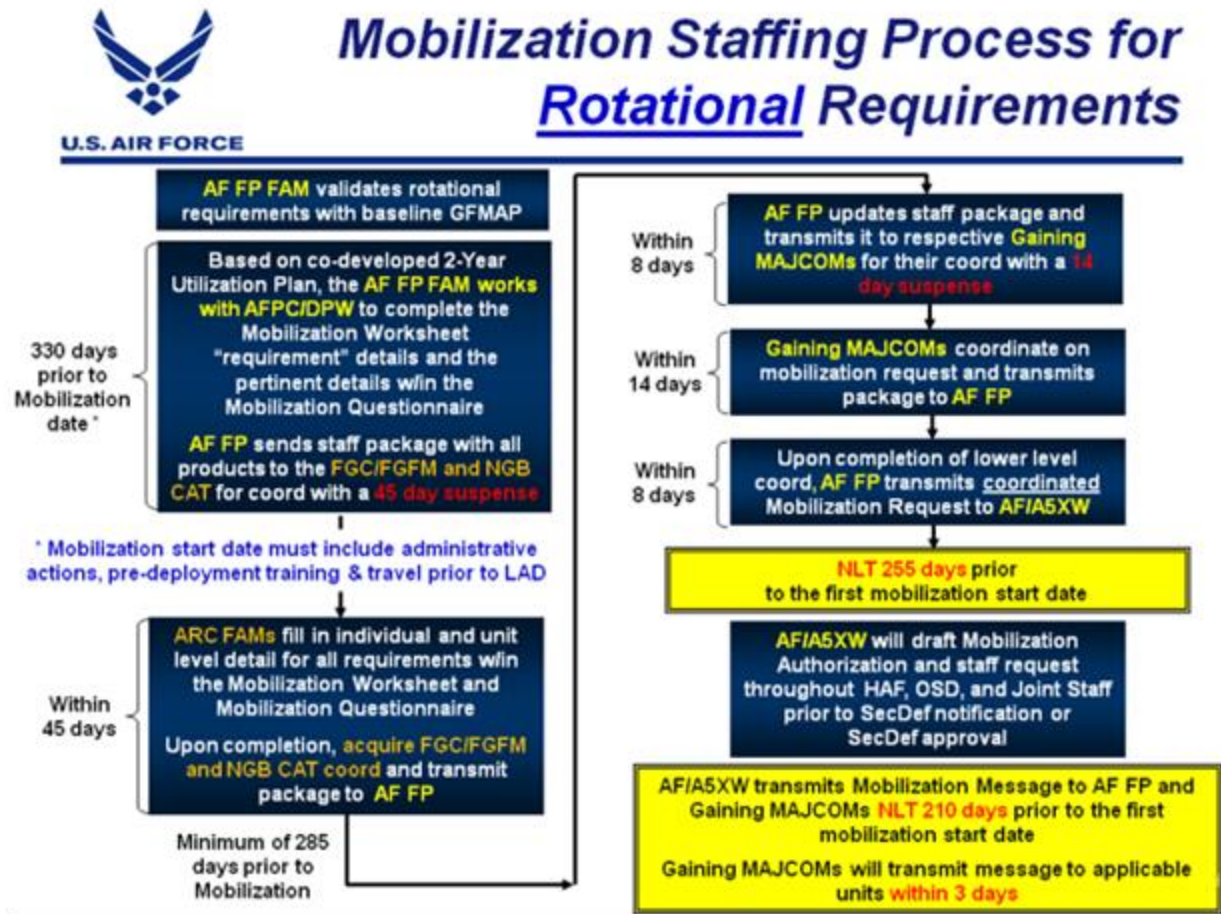 Mobilization Staffing Process for
Rotational Requirements
U.S. AIR FORCE
AF FP FAM validates rotational
requirements with baseline GFMAP
330 days
prior to
Mobilization
date *
Based on co-developed 2-Year
Utilization Plan, the AF FP FAM works
with AFPC/DPW to complete the
Mobilization Worksheet
"requirement" details and the
pertinent details w/in the
Mobilization Questionnaire
AF FP sends staff package with all
products to the FGC/FGFM and NGB
CAT for coord with a 45 day suspense
* Mobilization start date must include administrative
actions, pre-deployment training & travel prior to LAD
Within
45 days
ARC FAMs fill in individual and unit
level detail for all requirements w/in
the Mobilization Worksheet and
Mobilization Questionnaire
Upon completion, acquire FGC/FGFM
and NGB CAT coord and transmit
package to AF FP
Minimum of 285
days prior to
Mobilization
Within
8 days
AF FP updates staff package and
transmits it to respective Gaining
MAJCOMs for their coord with a 14
day suspense
Within
14 days
Gaining MAJCOMs coordinate on
mobilization request and transmits
package to AF FP
Within
8 days
Upon completion of lower level
coord, AF FP transmits coordinated
Mobilization Request to AF/A5XW
NLT 255 days prior
to the first mobilization start date
AF/A5XW will draft Mobilization
Authorization and staff request
throughout HAF, OSD, and Joint Staff
prior to SecDef notification or
SecDef approval
AF/A5XW transmits Mobilization Message to AF FP and
Gaining MAJCOMs NLT 210 days prior to the first
mobilization start date
Gaining MAJCOMs will transmit message to applicable
units within 3 days